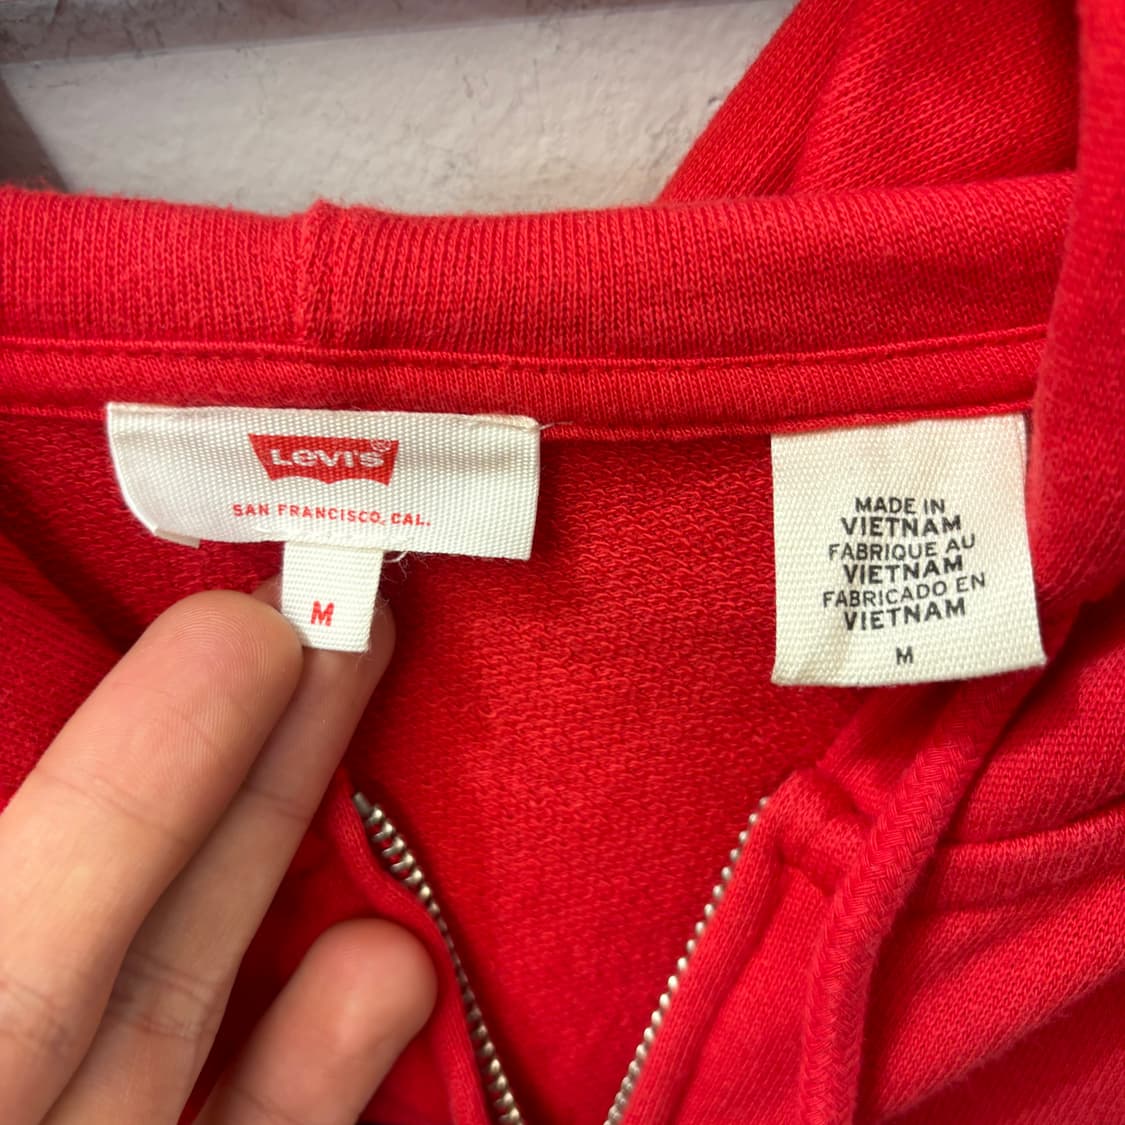 LEVI'S
SAN FRANCISCO, CAL.
M
MADE IN
VIETNAM
FABRIQUE AU
VIETNAM
FABRICADO EN
VIETNAM
M